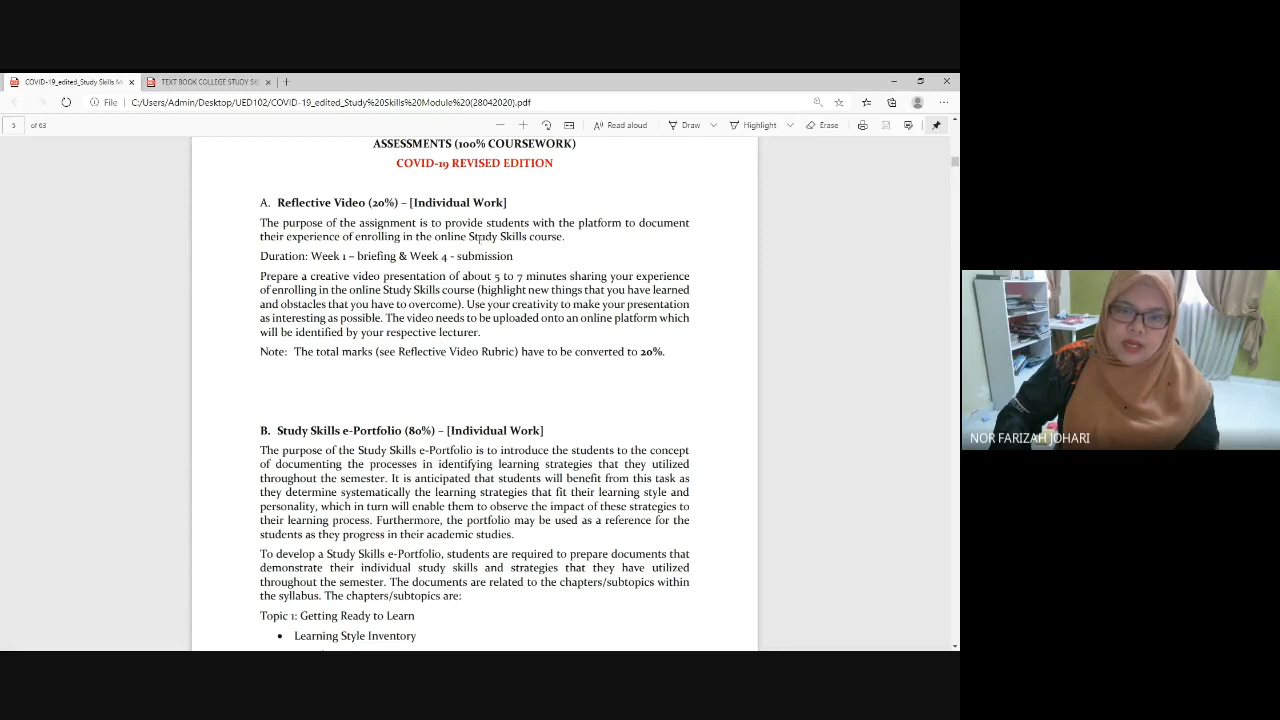 COVID-19_edited_Study Skills M
TEXT BOOK COLLEGE STUDY SK
File
C:/Users/Admin/Desktop/UED102/COVID-19_edited_Study%20Skills%20Module%20(28042020).pdf
5 of 63
Read aloud
Draw
Highlight
Erase
ASSESSMENTS (100% COURSEWORK)
COVID-19 REVISED EDITION
A. Reflective Video (20%) – [Individual Work]
The purpose of the assignment is to provide students with the platform to document
their experience of enrolling in the online Study Skills course.
Duration: Week 1 – briefing & Week 4 - submission
Prepare a creative video presentation of about 5 to 7 minutes sharing your experience
of enrolling in the online Study Skills course (highlight new things that you have learned
and obstacles that you have to overcome). Use your creativity to make your presentation
as interesting as possible. The video needs to be uploaded onto an online platform which
will be identified by your respective lecturer.
Note: The total marks (see Reflective Video Rubric) have to be converted to 20%.
B. Study Skills e-Portfolio (80%) – [Individual Work]
The purpose of the Study Skills e-Portfolio is to introduce the students to the concept
of documenting the processes in identifying learning strategies that they utilized
throughout the semester. It is anticipated that students will benefit from this task as
they determine systematically the learning strategies that fit their learning style and
personality, which in turn will enable them to observe the impact of these strategies to
their learning process. Furthermore, the portfolio may be used as a reference for the
students as they progress in their academic studies.
To develop a Study Skills e-Portfolio, students are required to prepare documents that
demonstrate their individual study skills and strategies that they have utilized
throughout the semester. The documents are related to the chapters/subtopics within
the syllabus. The chapters/subtopics are:
Topic 1: Getting Ready to Learn
• Learning Style Inventory
NOR FARIZAH JOHARI